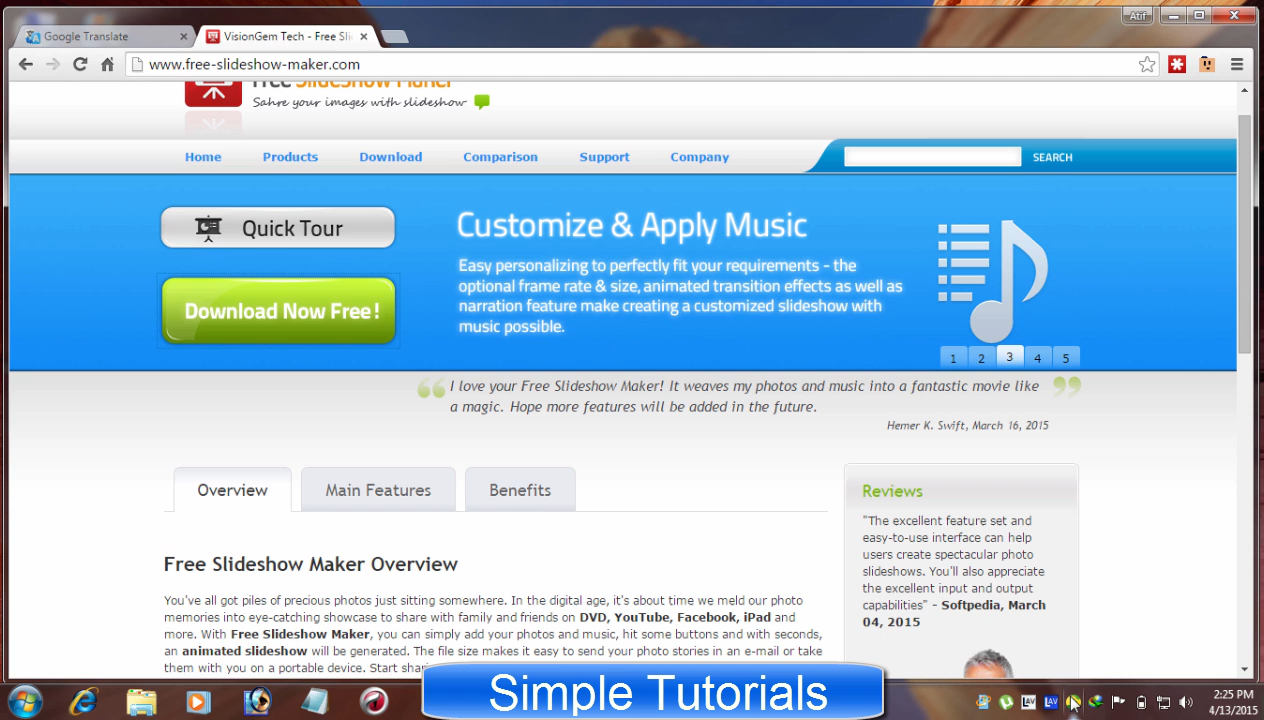 Atif
Google Translate
VisionGem Tech - Free Sli
www.free-slideshow-maker.com
Free Slideshow Maker
Sahre your images with slideshow
Home Products Download Comparison Support Company
SEARCH
Quick Tour
Download Now Free!
Customize & Apply Music
Easy personalizing to perfectly fit your requirements - the
optional frame rate & size, animated transition effects as well as
narration feature make creating a customized slideshow with
music possible.
1 2 3 4 5
I love your Free Slideshow Maker! It weaves my photos and music into a fantastic movie like
a magic. Hope more features will be added in the future.
Hemer K. Swift, March 16, 2015
Overview Main Features Benefits
Free Slideshow Maker Overview
You've all got piles of precious photos just sitting somewhere. In the digital age, it's about time we meld our photo
memories into eye-catching showcase to share with family and friends on DVD, YouTube, Facebook, iPad and
more. With Free Slideshow Maker, you can simply add your photos and music, hit some buttons and with seconds,
an animated slideshow will be generated. The file size makes it easy to send your photo stories in an e-mail or take
them with you on a portable device. Start
Reviews
"The excellent feature set and
easy-to-use interface can help
users create spectacular photo
slideshows. You'll also appreciate
the excellent input and output
capabilities" - Softpedia, March
04, 2015
Simple Tutorials
LAV LAV
2:25 PM
4/13/2015